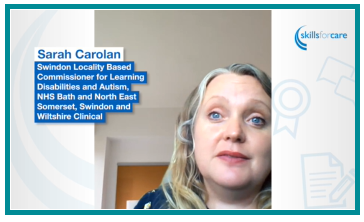 skillsforcare
Sarah Carolan
Swindon Locality Based
Commissioner for Learning
Disabilities and Autism,
NHS Bath and North East
Somerset, Swindon and
Wiltshire Clinical